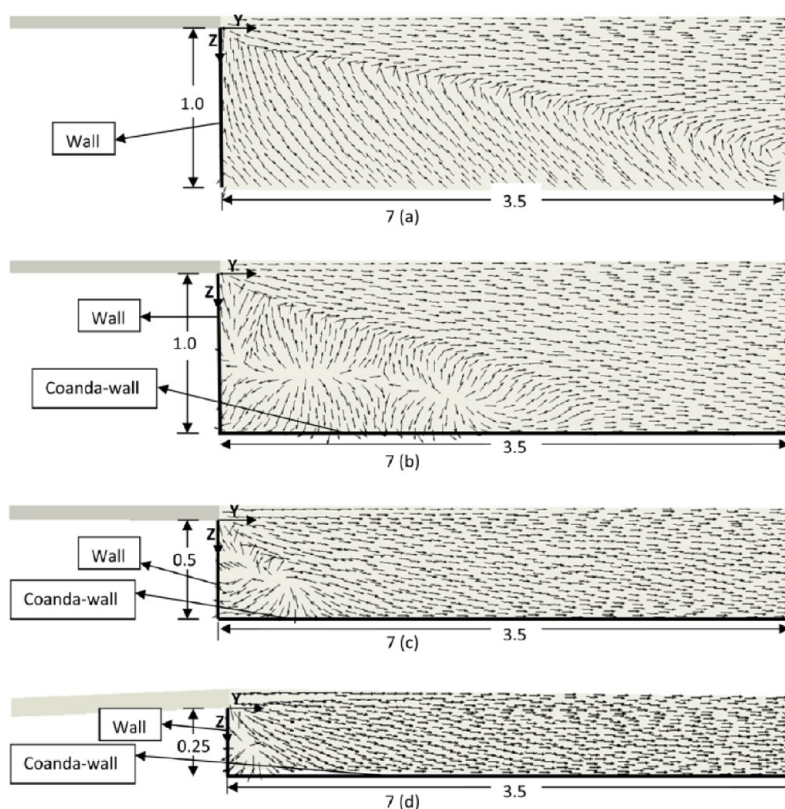 Y
Z
1.0
Wall
3.5
7 (a)
Y
Z
Wall
1.0
Coanda-wall
3.5
7 (b)
Y
Z
Wall
0.5
Coanda-wall
3.5
7 (c)
Y
Wall
Z
0.25
Coanda-wall
3.5
7 (d)